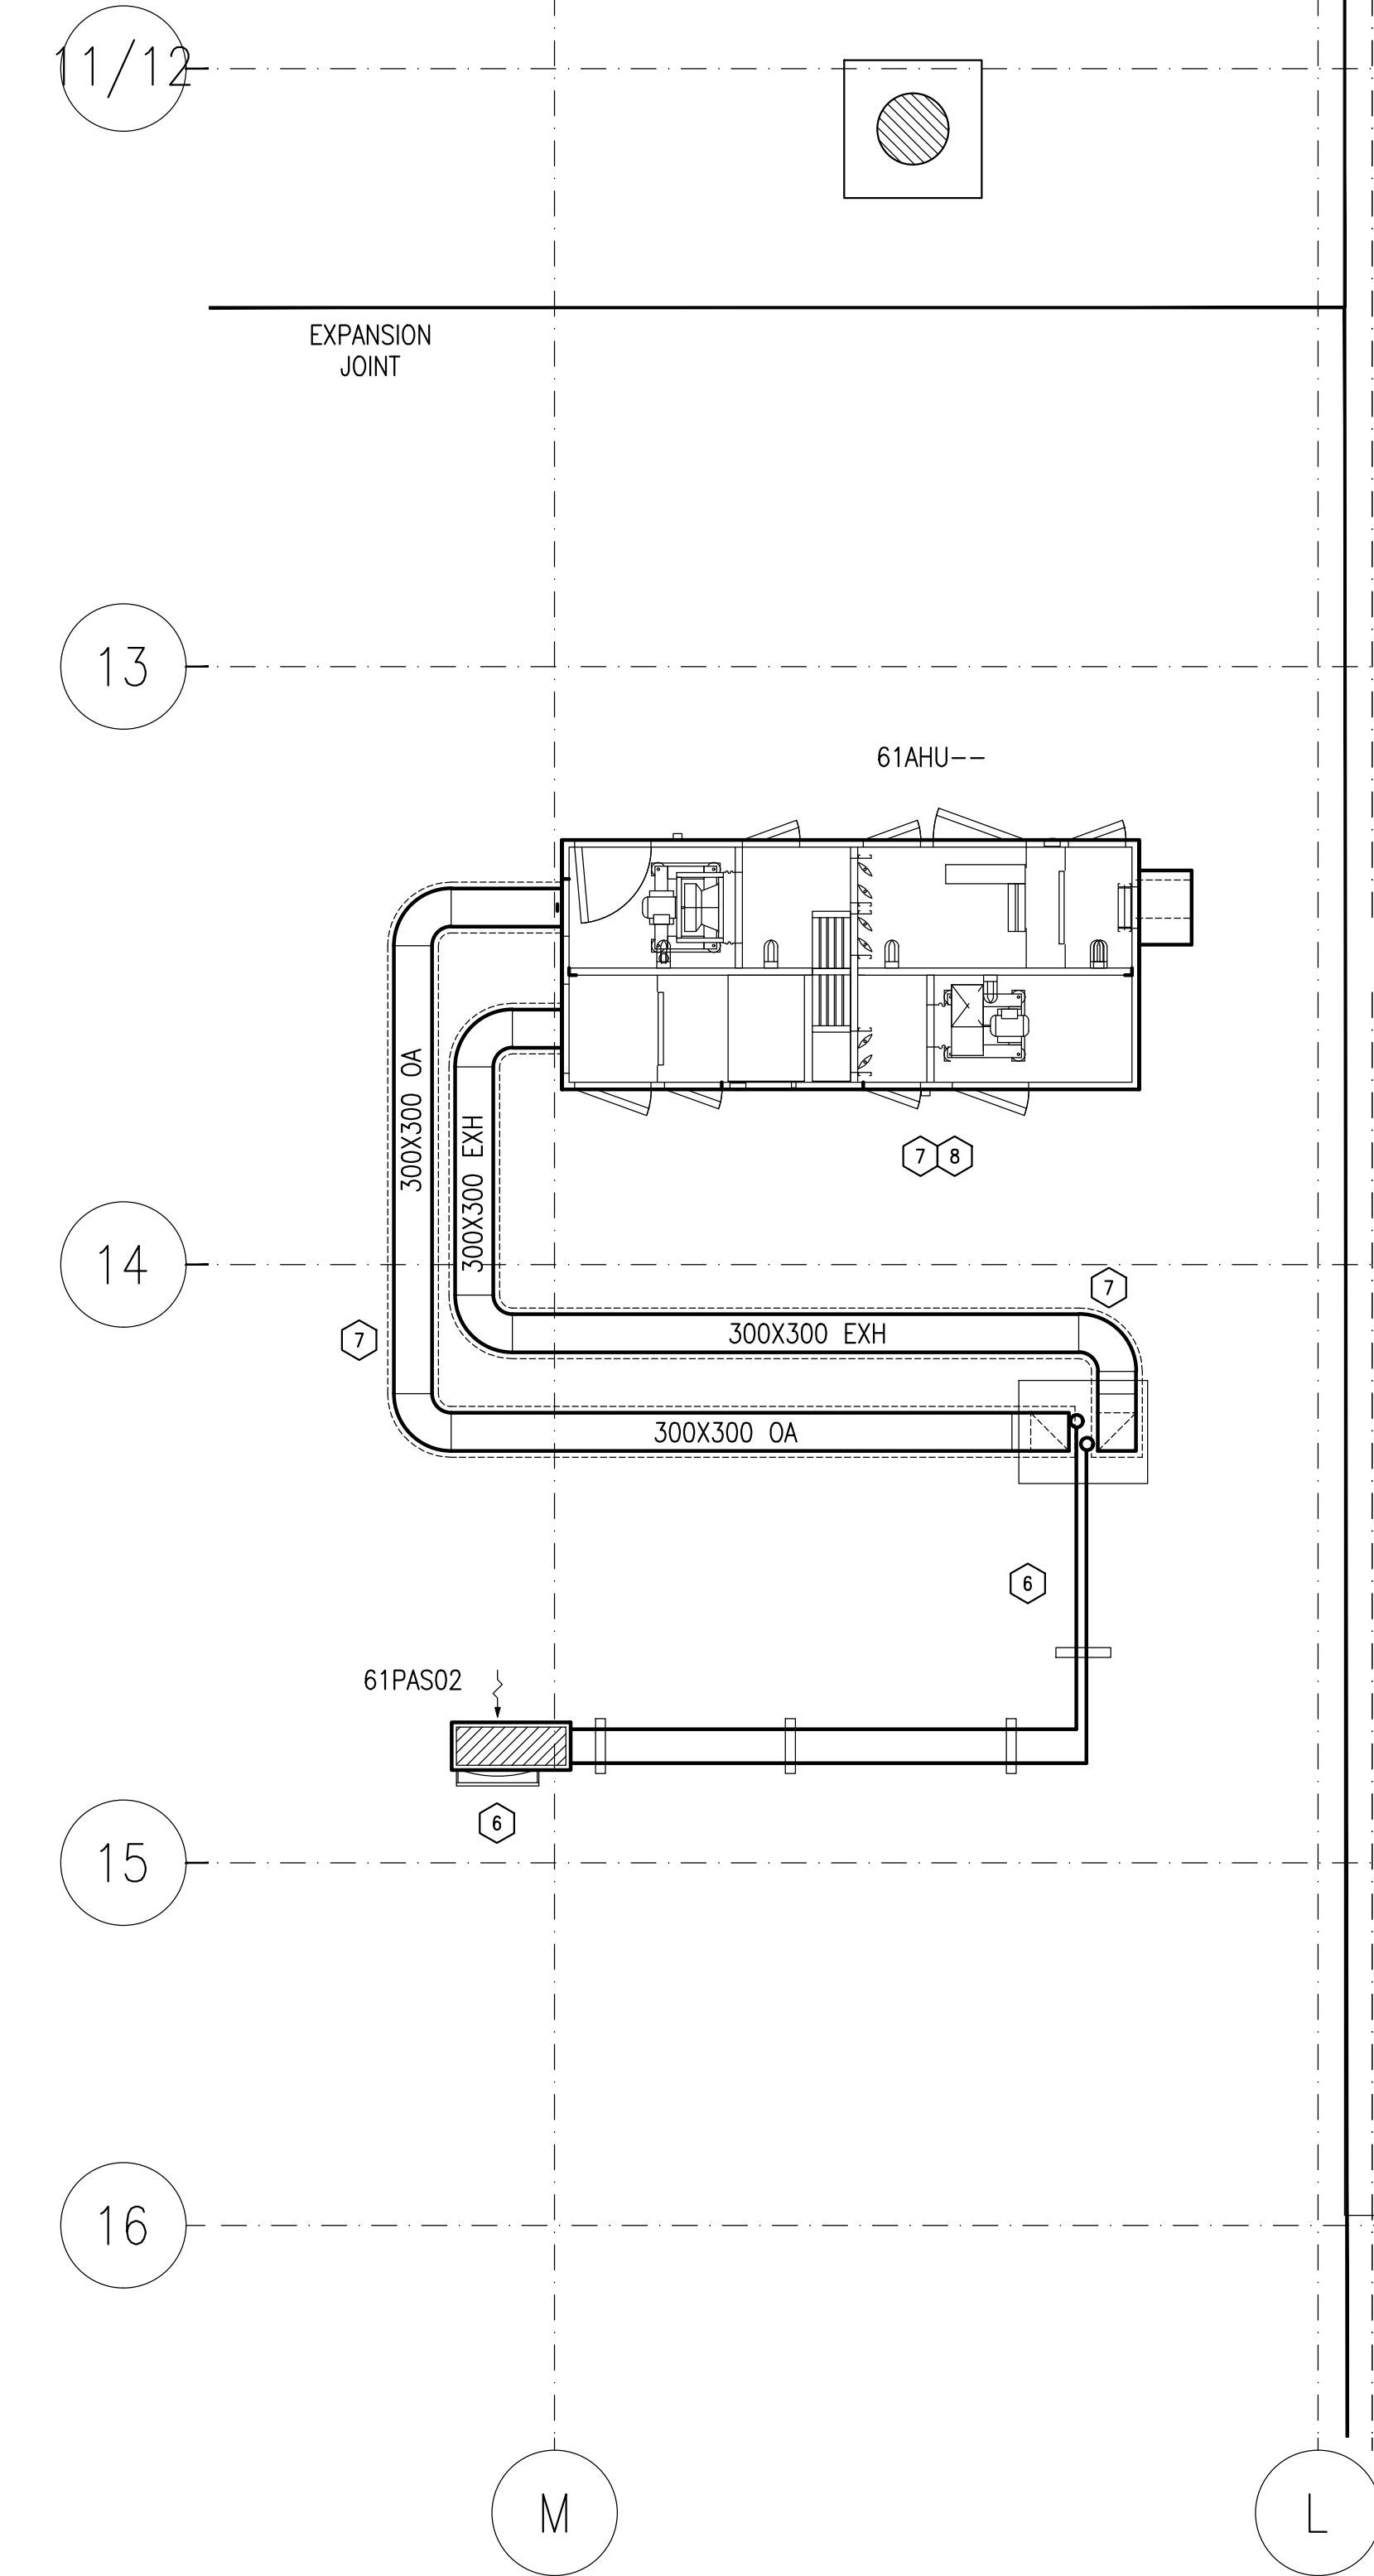 11/12
EXPANSION
JOINT
13
61AHU--
300X300 OA
300X300 EXH
7 8
14
7
300X300 EXH
7
300X300 OA
6
61PAS02
6
15
16
M
L